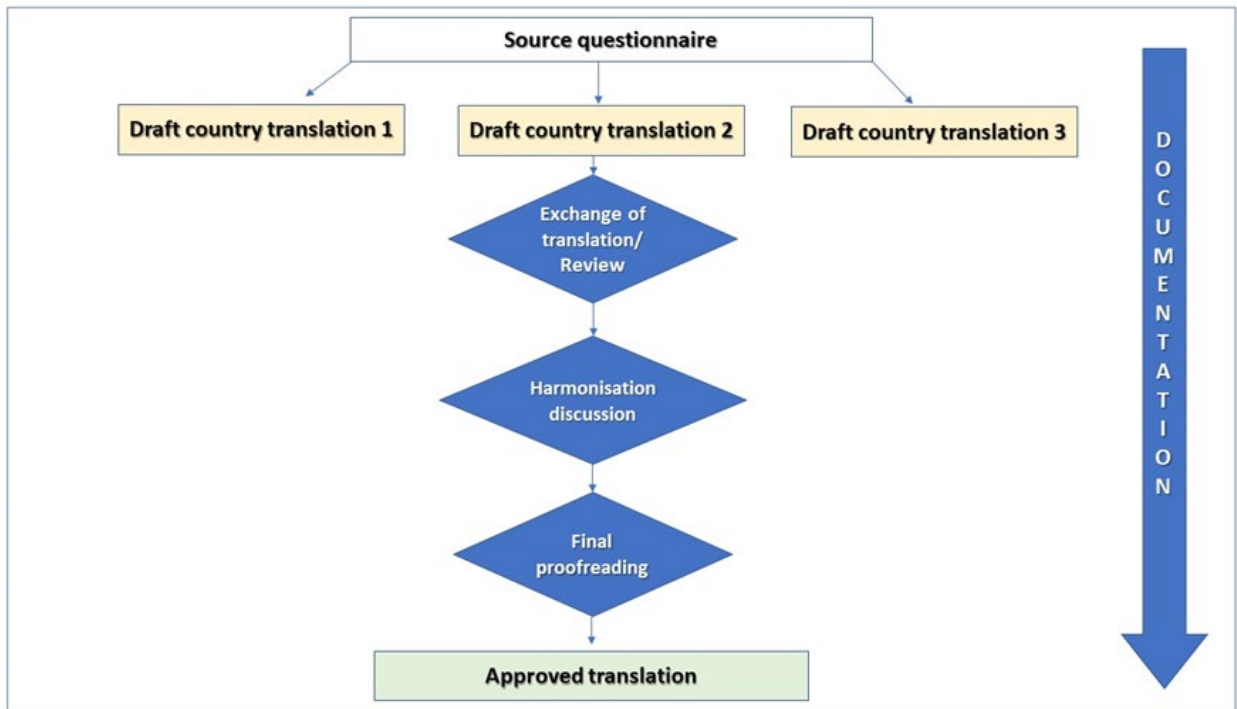 Source questionnaire
Draft country translation 1
Draft country translation 2
Draft country translation 3
Exchange of
translation/
Review
Harmonisation
discussion
Final
proofreading
Approved translation
D
O
C
U
M
E
N
T
A
T
I
O
N